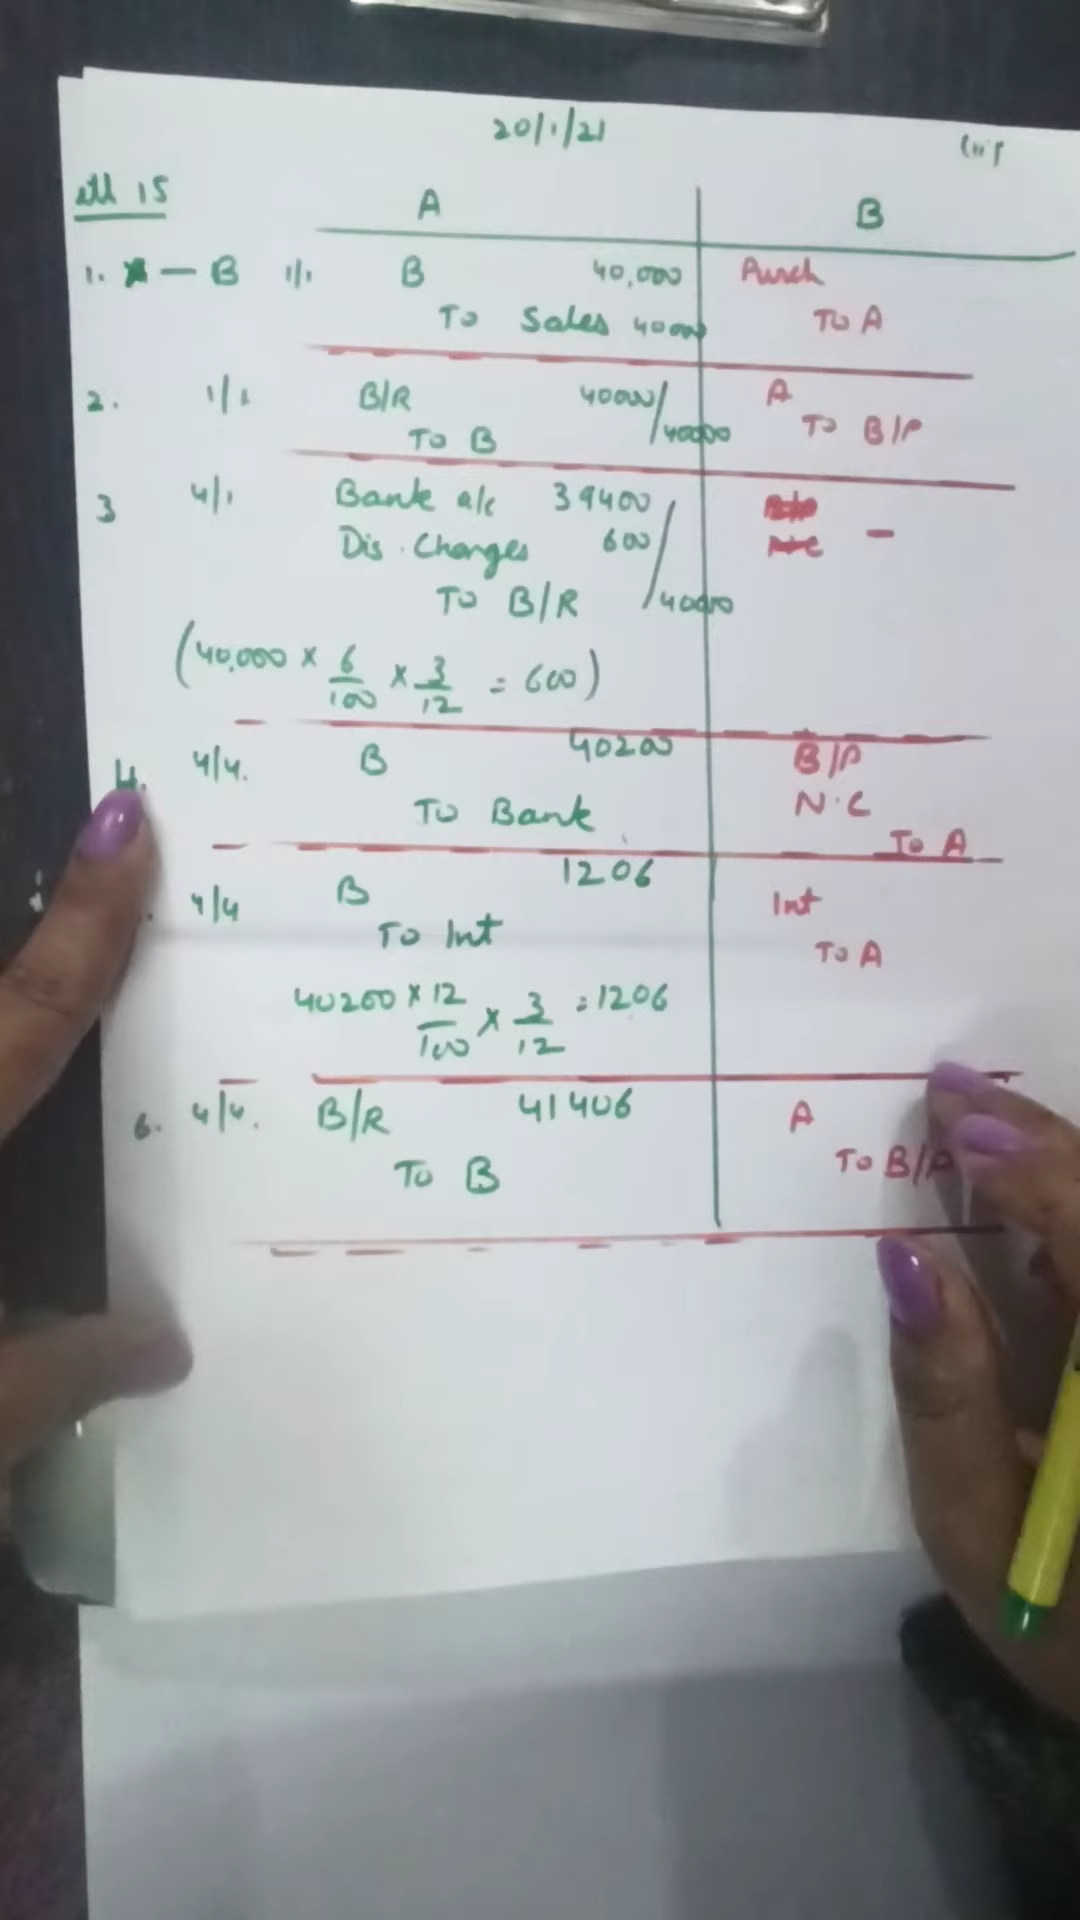 20/1/21
ill 15
A B
1. - B 1/1. B 40,000 Purch
To Sales 40000 To A
2. 1/1 B/R 40000 A
To B 40000 To B/P
3 4/1 Bank a/c 39400
Dis. Charges 600 -
To B/R 40000
(40,000 × 6/100 × 3/12 = 600)
4. 4/4. B 40200 B/P
To Bank N.C
To A
4/4 B 1206 Int
To Int To A
40200 × 12/100 × 3/12 = 1206
6. 4/4. B/R 41406 A
To B To B/P